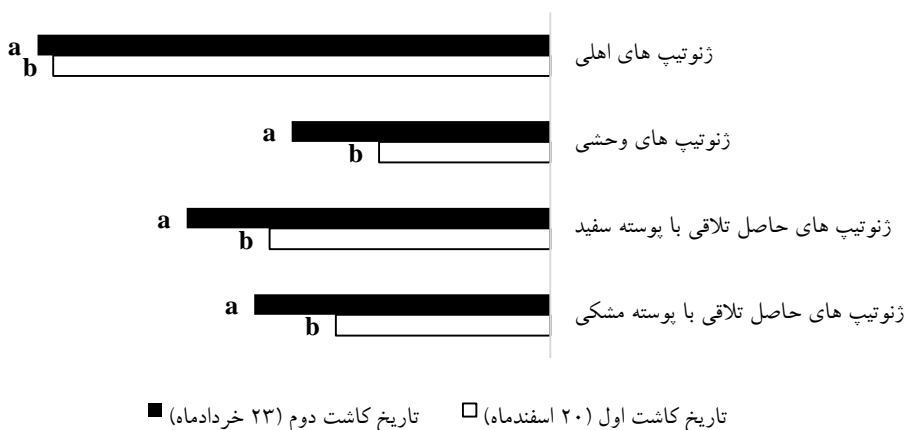 ژنوتیپ های اهلی
a
b
ژنوتیپ های وحشی
a
b
ژنوتیپ های حاصل تلاقی با پوسته سفید
a
b
ژنوتیپ های حاصل تلاقی با پوسته مشکی
a
b
تاریخ کاشت اول (۲۰ اسفندماه) تاریخ کاشت دوم (۲۳ خردادماه)